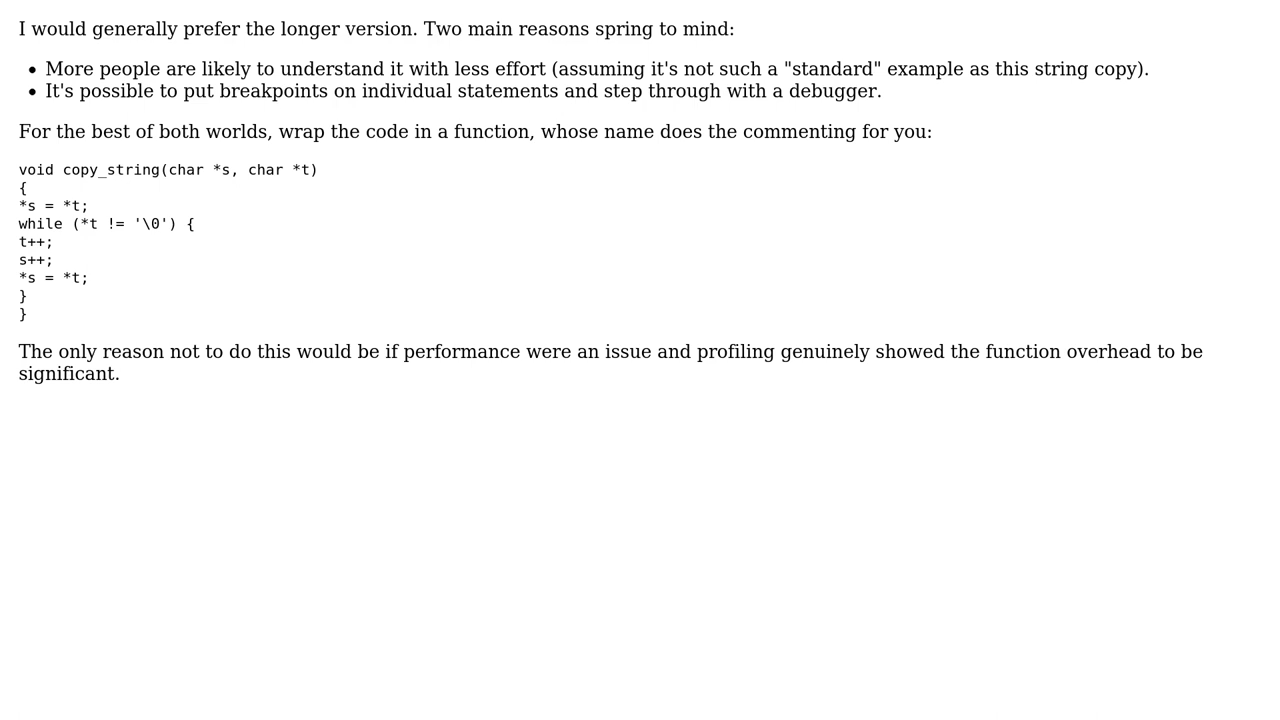 I would generally prefer the longer version. Two main reasons spring to mind:
• More people are likely to understand it with less effort (assuming it's not such a "standard" example as this string copy).
• It's possible to put breakpoints on individual statements and step through with a debugger.
For the best of both worlds, wrap the code in a function, whose name does the commenting for you:
void copy_string(char *s, char *t)
{
*s = *t;
while (*t != '\0') {
t++;
s++;
*s = *t;
}
}
The only reason not to do this would be if performance were an issue and profiling genuinely showed the function overhead to be
significant.